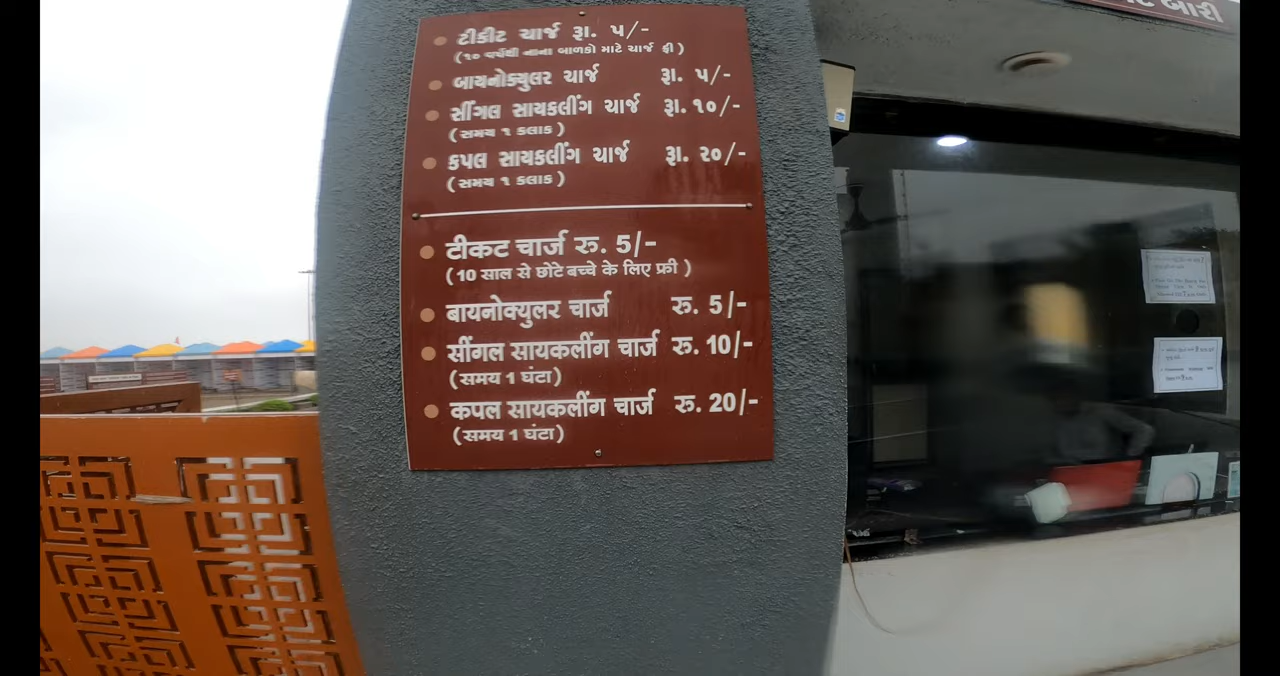 બારી
ટીકીટ ચાર્જ રૂા. ૫/-
(૧૦ વર્ષથી નાના બાળકો માટે ચાર્જ ફ્રી)
બાયનોક્યુલર ચાર્જ રૂા. ૫/-
સીંગલ સાયકલીંગ ચાર્જ રૂા. ૧૦/-
(સમય ૧ કલાક)
કપલ સાયકલીંગ ચાર્જ રૂા. ૨૦/-
(સમય ૧ કલાક)
टीकट चार्ज रू. 5/-
(10 साल से छोटे बच्चे के लिए फ्री)
बायनोक्युलर चार्ज रू. 5/-
सींगल सायकलींग चार्ज रू. 10/-
(समय 1 घंटा)
कपल सायकलींग चार्ज रू. 20/-
(समय 1 घंटा)